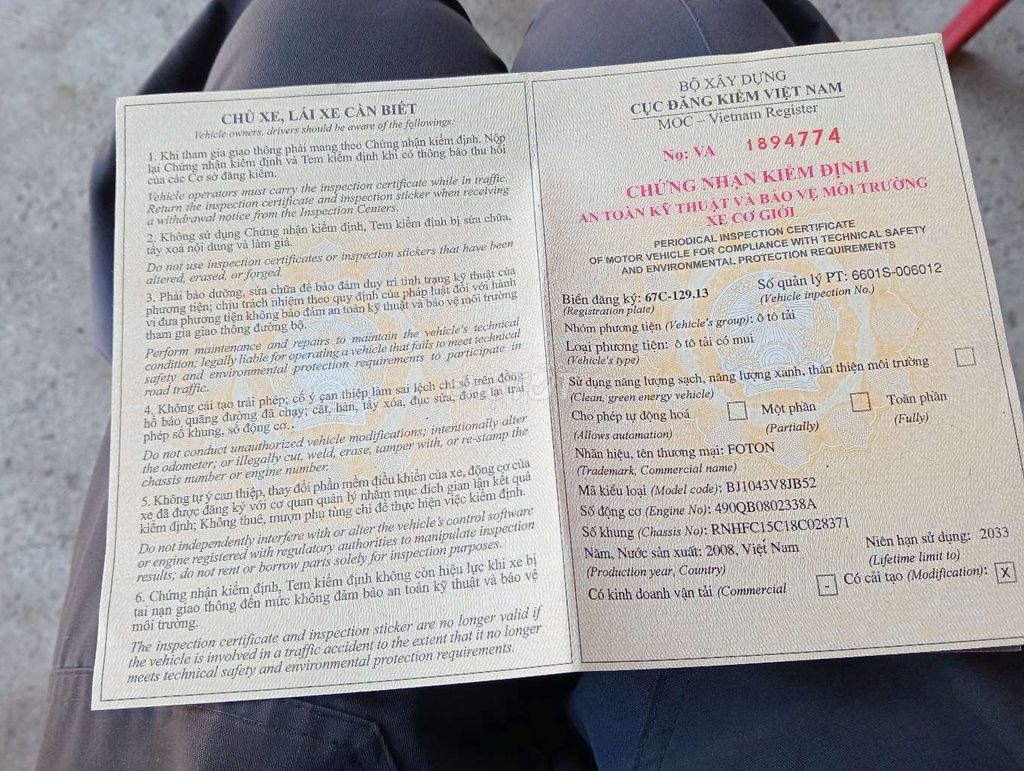 CHỦ XE, LÁI XE CẦN BIẾT
Vehicle owners, drivers should be aware of the followings:
1. Khi tham gia giao thông phải mang theo Chứng nhận kiểm định. Nộp
lại Chứng nhận kiểm định và Tem kiểm định khi có thông báo thu hồi
của các Cơ sở đăng kiểm.
Vehicle operators must carry the inspection certificate while in traffic.
Return the inspection certificate and inspection sticker when receiving
a withdrawal notice from the Inspection Centers.
2. Không sử dụng Chứng nhận kiểm định, Tem kiểm định bị sửa chữa,
tẩy xoá nội dung và làm giả.
Do not use inspection certificates or inspection stickers that have been
altered, erased, or forged.
3. Phải bảo dưỡng, sửa chữa để bảo đảm duy trì tình trạng kỹ thuật của
phương tiện; chịu trách nhiệm theo quy định của pháp luật đối với hành
vi đưa phương tiện không bảo đảm an toàn kỹ thuật và bảo vệ môi trường
tham gia giao thông đường bộ.
Perform maintenance and repairs to maintain the vehicle's technical
condition; legally liable for operating a vehicle that fails to meet technical
safety and environmental protection requirements to participate in
road traffic.
4. Không cải tạo trái phép; cố ý can thiệp làm sai lệch chỉ số trên đồng
hồ báo quãng đường đã chạy; cắt, hàn, tẩy xóa, đục sửa, đóng lại trái
phép số khung, số động cơ..
Do not conduct unauthorized vehicle modifications; intentionally alter
the odometer; or illegally cut, weld, erase, tamper with, or re-stamp the
chassis number or engine number.
5. Không tự ý can thiệp, thay đổi phần mềm điều khiển của xe, động cơ của
xe đã được đăng ký với cơ quan quản lý nhằm mục đích gian lận kết quả
kiểm định; Không thuê, mượn phụ tùng chỉ để thực hiện việc kiểm định.
Do not independently interfere with or alter the vehicle's control software
or engine registered with regulatory authorities to manipulate inspection
results; do not rent or borrow parts solely for inspection purposes.
6. Chứng nhận kiểm định, Tem kiểm định không còn hiệu lực khi xe bị
tai nạn giao thông đến mức không đảm bảo an toàn kỹ thuật và bảo vệ
môi trường.
The inspection certificate and inspection sticker are no longer valid if
the vehicle is involved in a traffic accident to the extent that it no longer
meets technical safety and environmental protection requirements.
BỘ XÂY DỰNG
CỤC ĐĂNG KIỂM VIỆT NAM
MOC – Vietnam Register
No: VA 1894774
CHỨNG NHẬN KIỂM ĐỊNH
AN TOÀN KỸ THUẬT VÀ BẢO VỆ MÔI TRƯỜNG
XE CƠ GIỚI
PERIODICAL INSPECTION CERTIFICATE
OF MOTOR VEHICLE FOR COMPLIANCE WITH TECHNICAL SAFETY
AND ENVIRONMENTAL PROTECTION REQUIREMENTS
Biển đăng ký: 67C-129.13 Số quản lý PT: 6601S-006012
(Registration plate) (Vehicle inpection No.)
Nhóm phương tiện (Vehicle's group): ô tô tải
Loại phương tiện: ô tô tải có mui
(Vehicle's type)
Sử dụng năng lượng sạch, năng lượng xanh, thân thiện môi trường
(Clean, green energy vehicle)
Cho phép tự động hoá Một phần Toàn phần
(Allows automation) (Partially) (Fully)
Nhãn hiệu, tên thương mại: FOTON
(Trademark, Commercial name)
Mã kiểu loại (Model code): BJ1043V8JB52
Số động cơ (Engine No): 490QB0802338A
Số khung (Chassis No): RNHFC15C18C028371
Năm, Nước sản xuất: 2008, Việt Nam Niên hạn sử dụng: 2033
(Production year, Country) (Lifetime limit to)
Có kinh doanh vận tải (Commercial - Có cải tạo (Modification): X